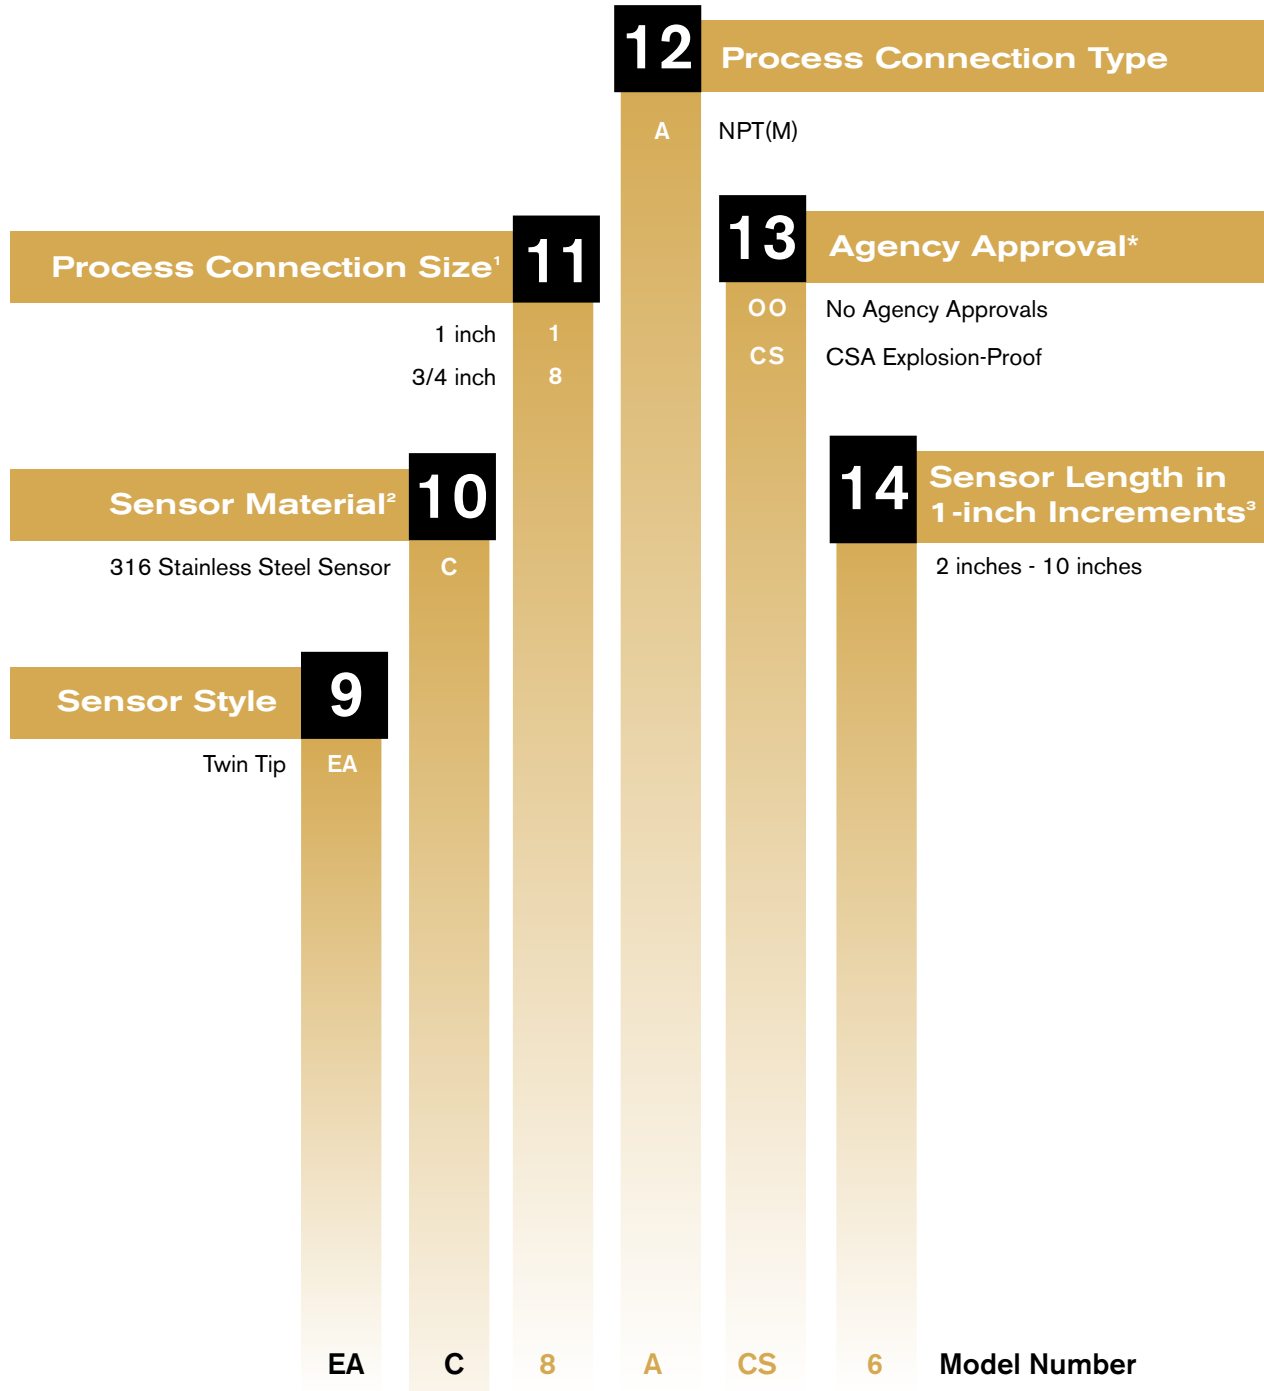 12 Process Connection Type
A NPT(M)
13 Agency Approval*
OO No Agency Approvals
CS CSA Explosion-Proof
Process Connection Size¹ 11
1 inch 1
3/4 inch 8
14 Sensor Length in
1-inch Increments³
2 inches - 10 inches
Sensor Material² 10
316 Stainless Steel Sensor C
Sensor Style 9
Twin Tip EA
EA C 8 A CS 6 Model Number